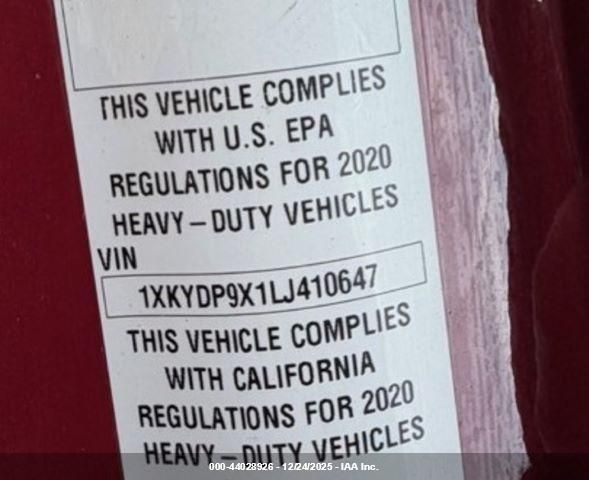 THIS VEHICLE COMPLIES
WITH U.S. EPA
REGULATIONS FOR 2020
HEAVY-DUTY VEHICLES
VIN
1XKYDP9X1LJ410647
THIS VEHICLE COMPLIES
WITH CALIFORNIA
REGULATIONS FOR 2020
HEAVY-DUTY VEHICLES
000-44028926 - 12/24/2025 - IAA Inc.